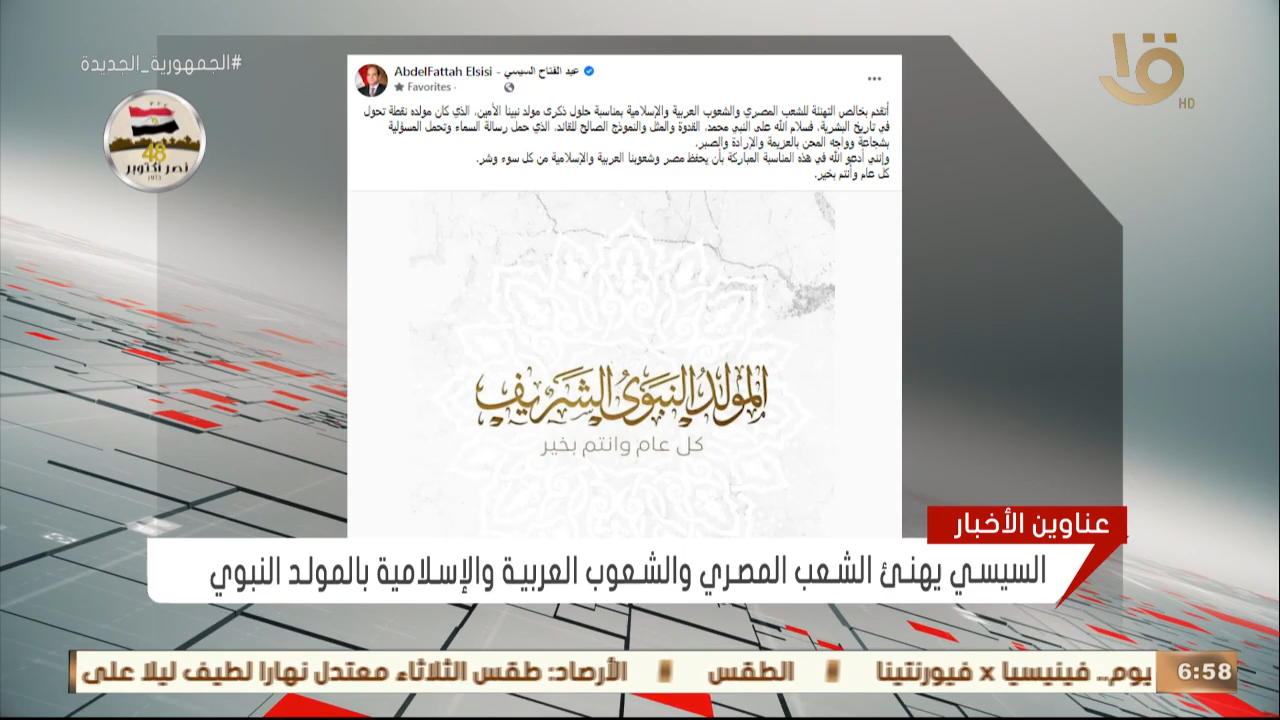 #الجمهورية_الجديدة
HD
48
نصر أكتوبر
1973
AbdelFattah Elsisi - عبد الفتاح السيسي
Favorites ·
أتقدم بخالص التهنئة للشعب المصري والشعوب العربية والإسلامية بمناسبة حلول ذكرى مولد نبينا الأمين، الذي كان مولده نقطة تحول
في تاريخ البشرية، فسلام الله على النبي محمد، القدوة والمثل والنموذج الصالح للقائد، الذي حمل رسالة السماء وتحمل المسؤلية
بشجاعة وواجه المحن بالعزيمة والإرادة والصبر.
وإنني أدعو الله في هذه المناسبة المباركة بأن يحفظ مصر وشعوبنا العربية والإسلامية من كل سوء وشر.
كل عام وأنتم بخير.
المولد النبوى الشريف
كل عام وانتم بخير
عناوين الأخبار
السيسي يهنئ الشعب المصري والشعوب العربية والإسلامية بالمولد النبوي
يوم.. فينيسيا x فيورنتينا
الطقس
الأرصاد: طقس الثلاثاء معتدل نهارا لطيف ليلا على
6:58